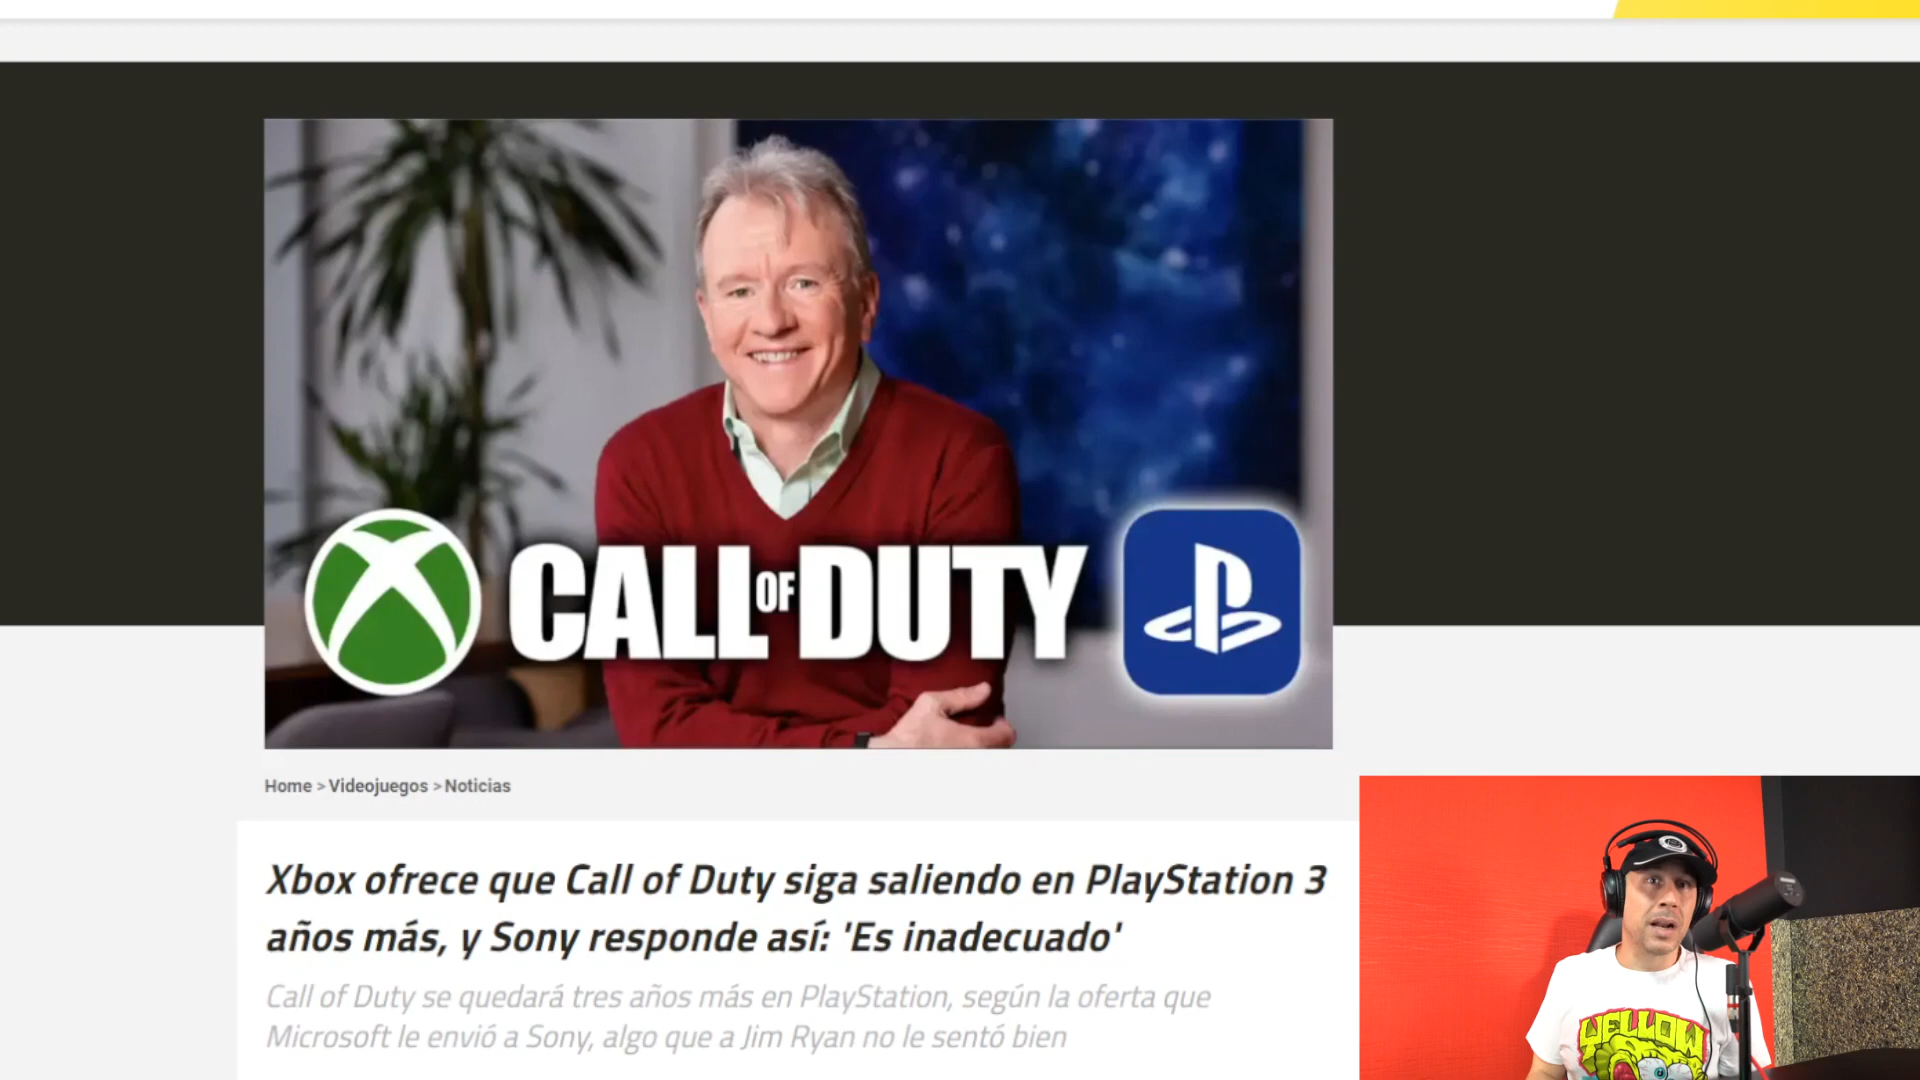 CALL OF DUTY
Home > Videojuegos > Noticias
Xbox ofrece que Call of Duty siga saliendo en PlayStation 3
años más, y Sony responde así: 'Es inadecuado'
Call of Duty se quedará tres años más en PlayStation, según la oferta que
Microsoft le envió a Sony, algo que a Jim Ryan no le sentó bien
YELLOW